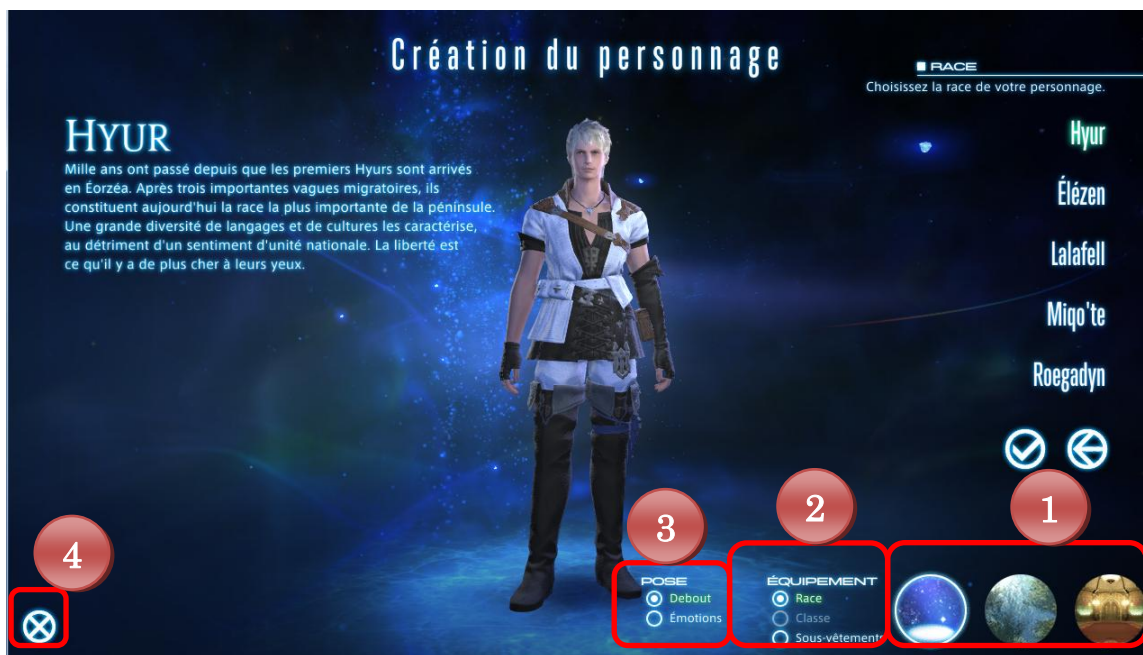 Création du personnage
RACE
Choisissez la race de votre personnage.
HYUR
Mille ans ont passé depuis que les premiers Hyurs sont arrivés
en Éorzéa. Après trois importantes vagues migratoires, ils
constituent aujourd'hui la race la plus importante de la péninsule.
Une grande diversité de langages et de cultures les caractérise,
au détriment d'un sentiment d'unité nationale. La liberté est
ce qu'il y a de plus cher à leurs yeux.
Hyur
Élézen
Lalafell
Miqo'te
Roegadyn
1
2
3
4
POSE
Debout
Émotions
ÉQUIPEMENT
Race
Classe
Sous-vêtements